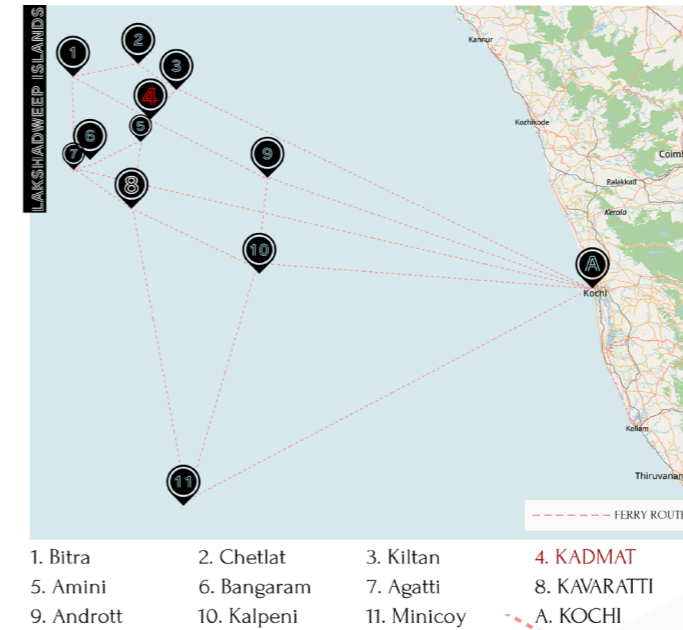 LAKSHADWEEP ISLANDS
1
2
3
4
5
6
7
8
9
10
11
A
Kannur
Kozhikode
Palakkad
Kerala
Kochi
Kollam
FERRY ROUTE
1. Bitra 2. Chetlat 3. Kiltan 4. KADMAT
5. Amini 6. Bangaram 7. Agatti 8. KAVARATTI
9. Andrott 10. Kalpeni 11. Minicoy A. KOCHI